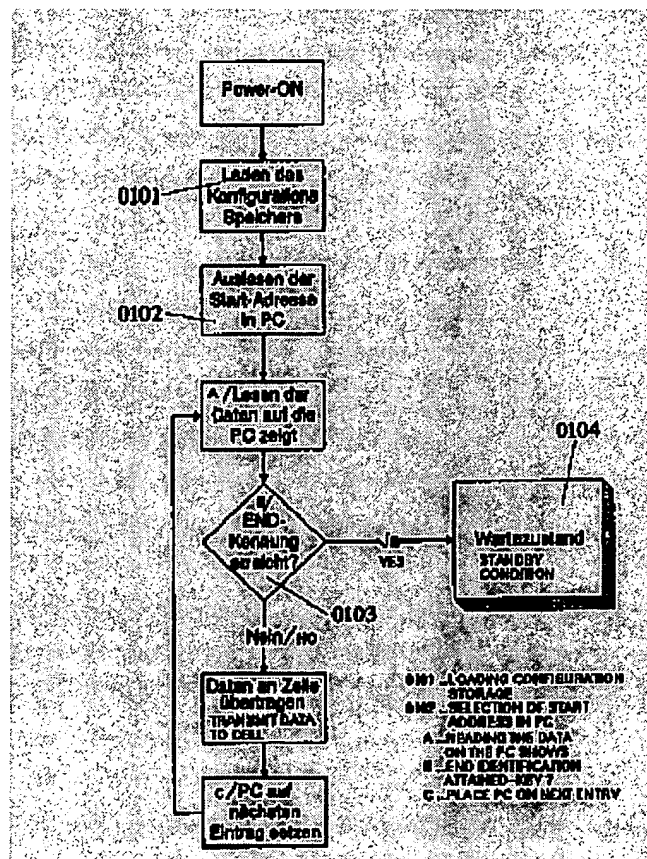 Power-ON
0101
Laden des
Konfigurations
Speichers
0102
Auslesen der
Start-Adresse
in PC
A /Lesen der
Daten auf die
PC zeigt
0104
B/
END-
Kennung
erreicht?
Ja
YES
Wartezustand
STANDBY
CONDITION
0103
Nein/NO
Daten an Zelle
übertragen
TRANSMIT DATA
TO CELL
C/PC auf
nächsten
Eintrag setzen
0101...LOADING CONFIGURATION
STORAGE
0102...SELECTION OF START
ADDRESS IN PC
A...READING THE DATA
ON THE PC SHOWS
B...END IDENTIFICATION
ATTAINED-KEY ?
C...PLACE PC ON NEXT ENTRY